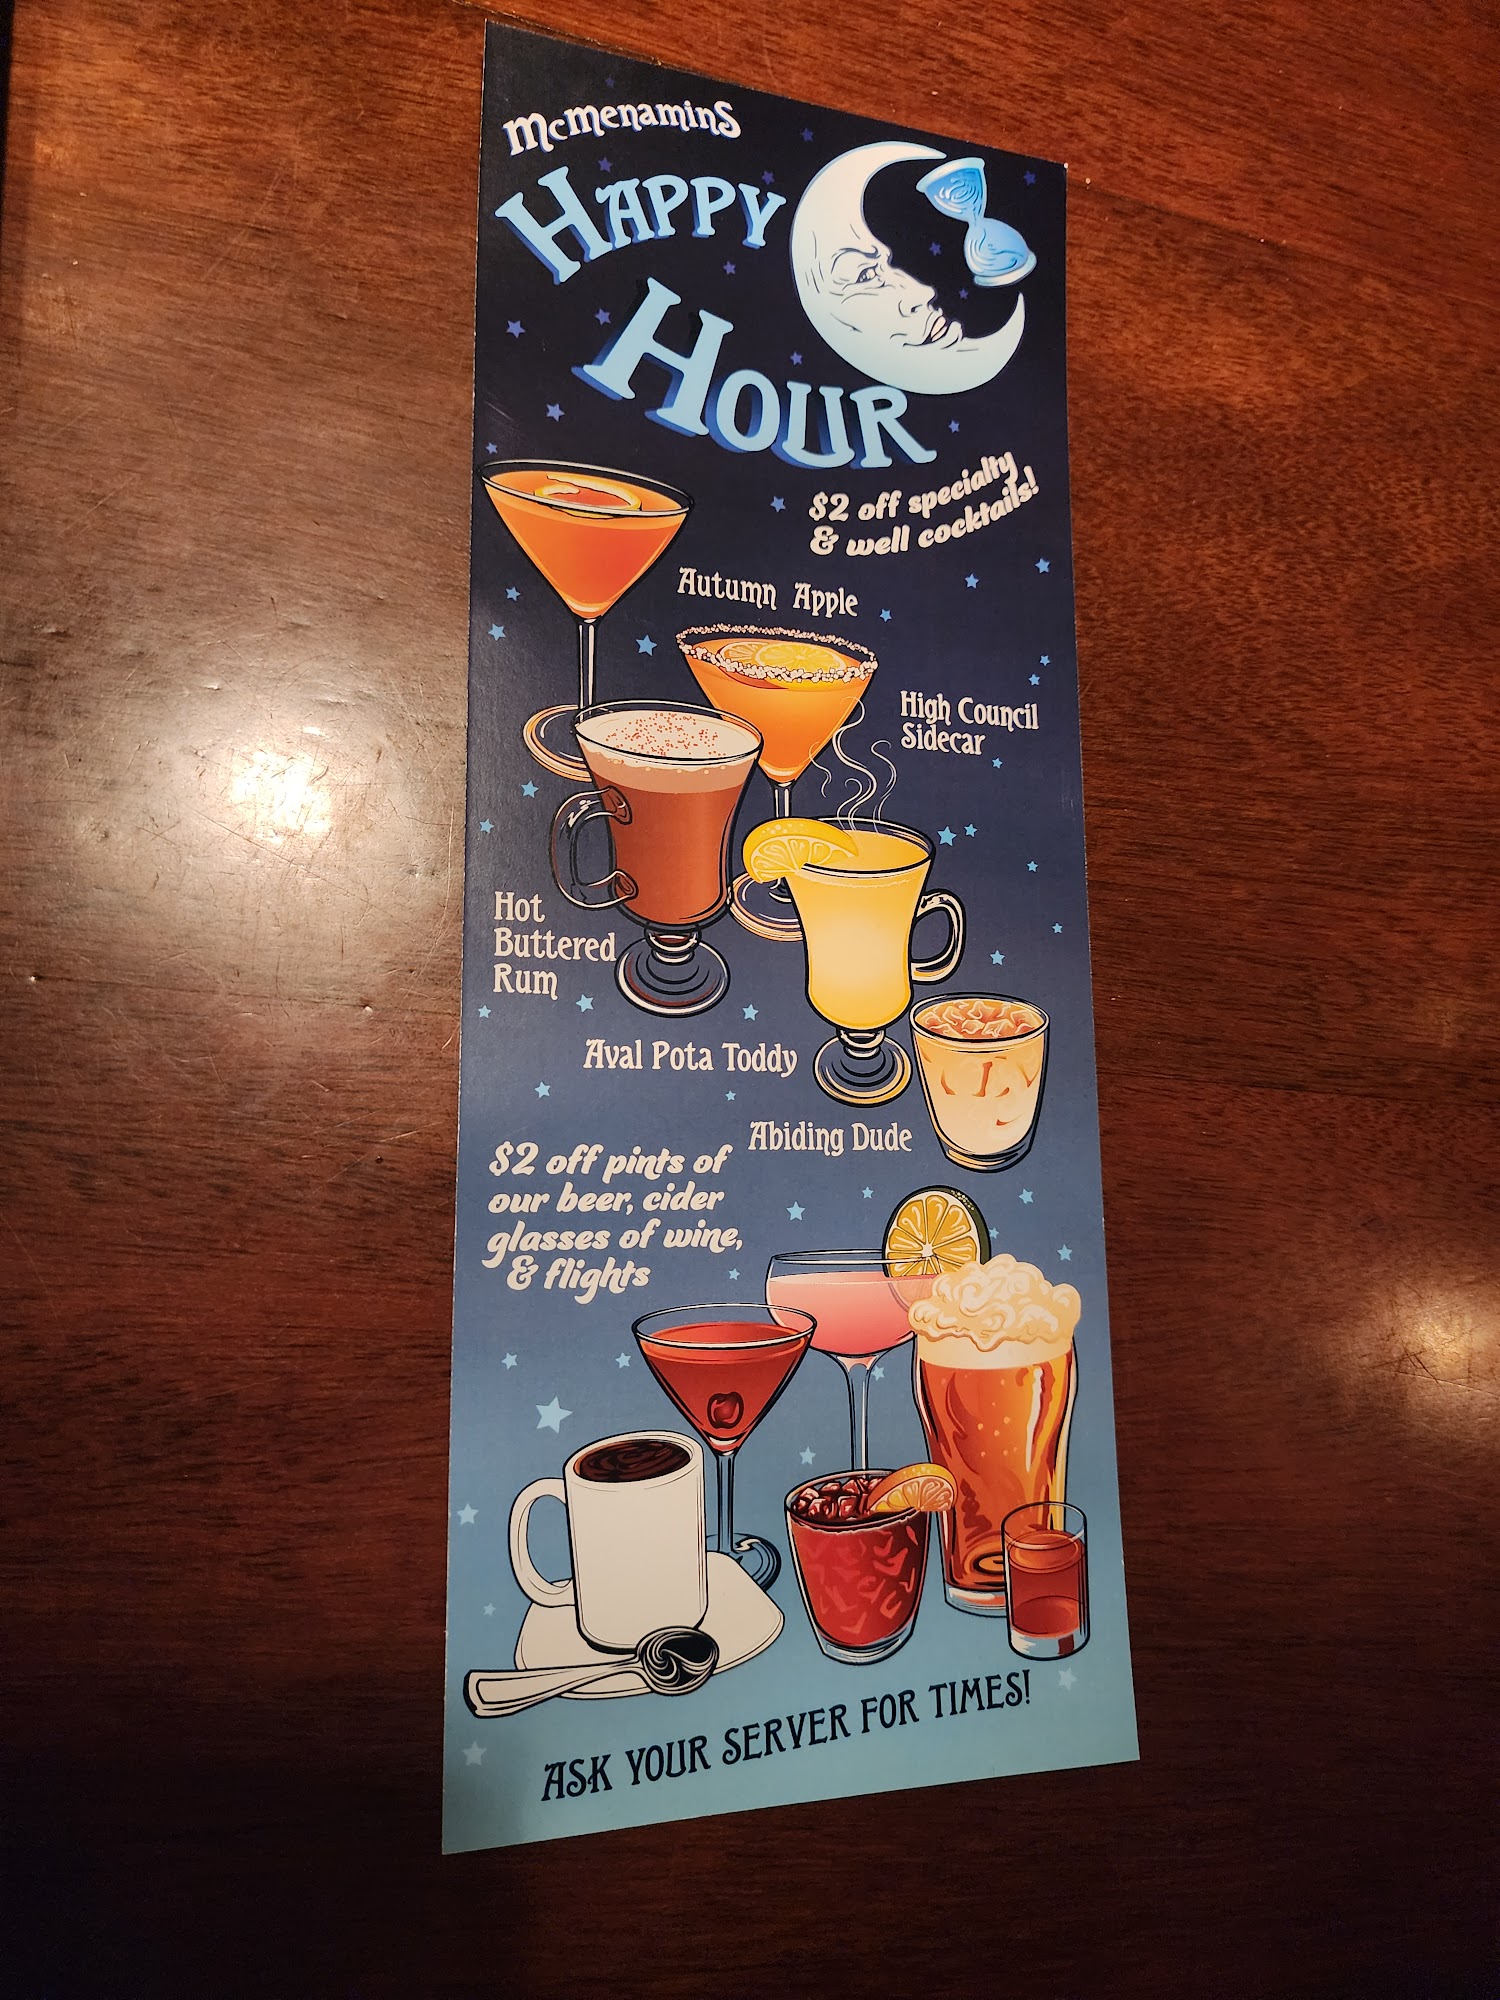 McMenamins
Happy
Hour
$2 off specialty
& well cocktails!
Autumn Apple
High Council
Sidecar
Hot
Buttered
Rum
Aval Pota Toddy
Abiding Dude
$2 off pints of
our beer, cider
glasses of wine,
& flights
ASK YOUR SERVER FOR TIMES!